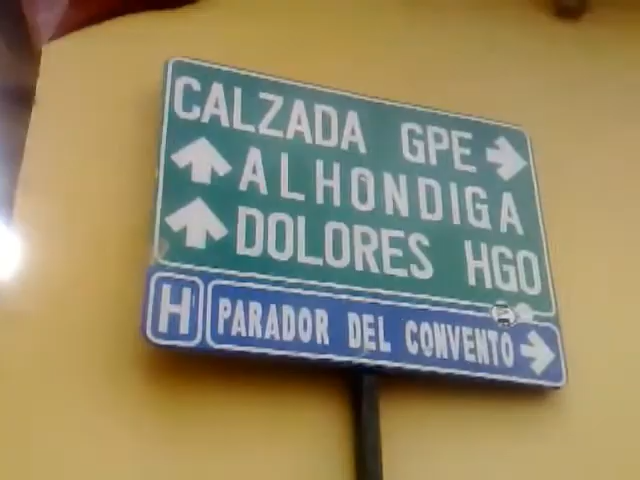 CALZADA GPE
ALHONDIGA
DOLORES HGO
H PARADOR DEL CONVENTO